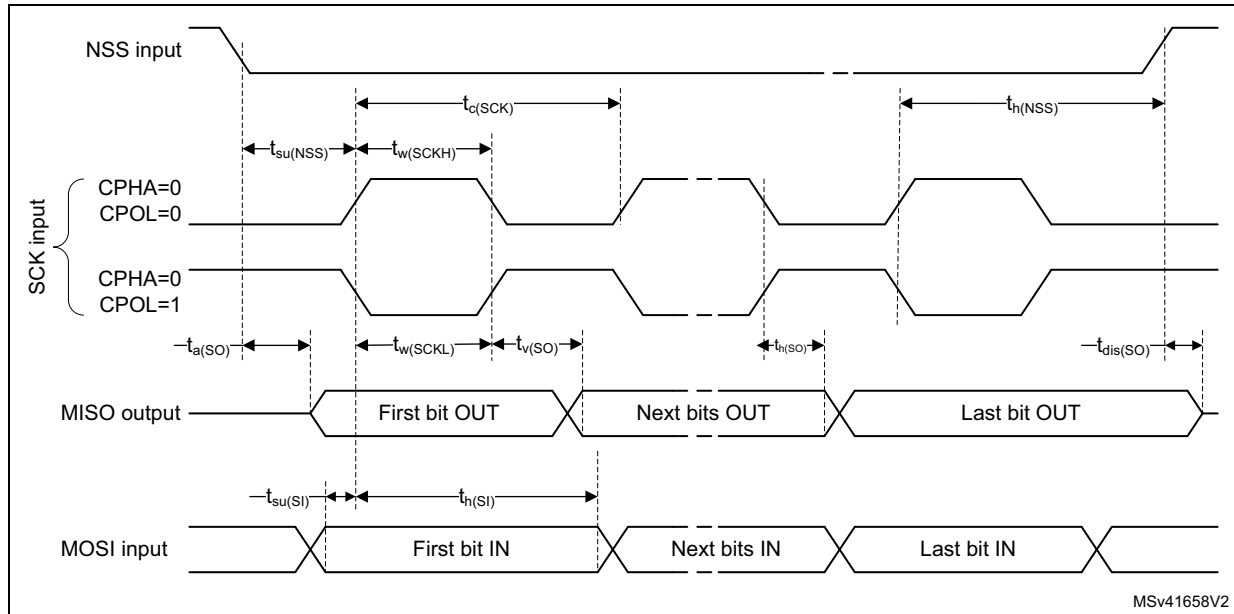 NSS input
tc(SCK)
th(NSS)
tsu(NSS)
tw(SCKH)
SCK input
CPHA=0
CPOL=0
CPHA=0
CPOL=1
ta(SO)
tw(SCKL)
tv(SO)
th(SO)
tdis(SO)
MISO output
First bit OUT
Next bits OUT
Last bit OUT
tsu(SI)
th(SI)
MOSI input
First bit IN
Next bits IN
Last bit IN
MSv41658V2